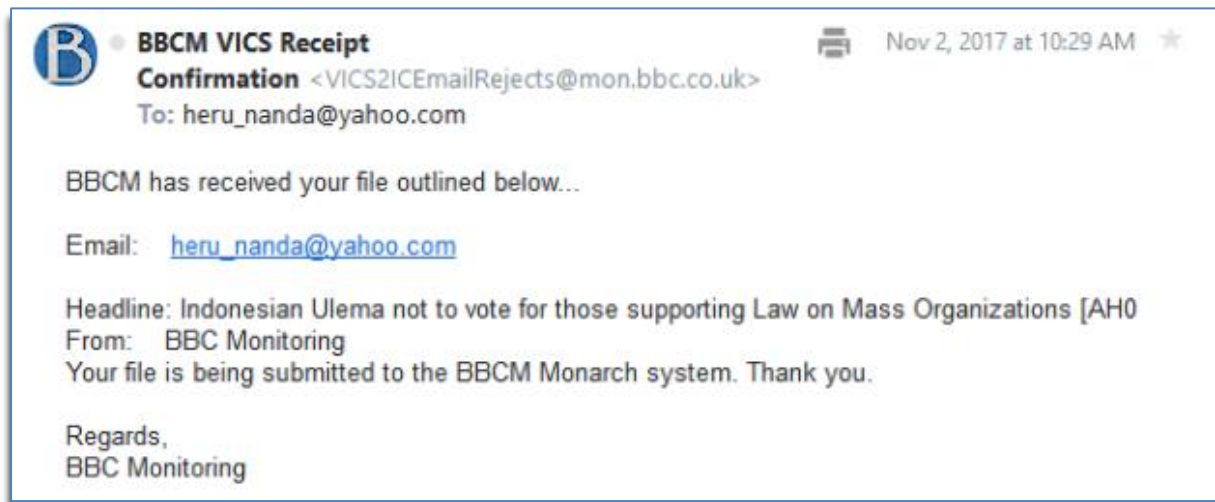 B
BBCM VICS Receipt Nov 2, 2017 at 10:29 AM
Confirmation <VICS2ICEmailRejects@mon.bbc.co.uk>
To: heru_nanda@yahoo.com
BBCM has received your file outlined below...
Email: heru_nanda@yahoo.com
Headline: Indonesian Ulema not to vote for those supporting Law on Mass Organizations [AH0
From: BBC Monitoring
Your file is being submitted to the BBCM Monarch system. Thank you.
Regards,
BBC Monitoring